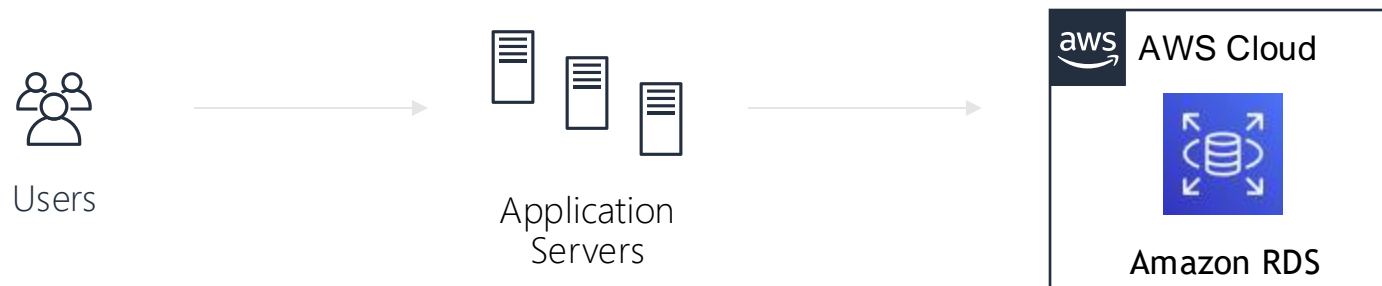 aws
AWS Cloud
Users
Application
Servers
Amazon RDS